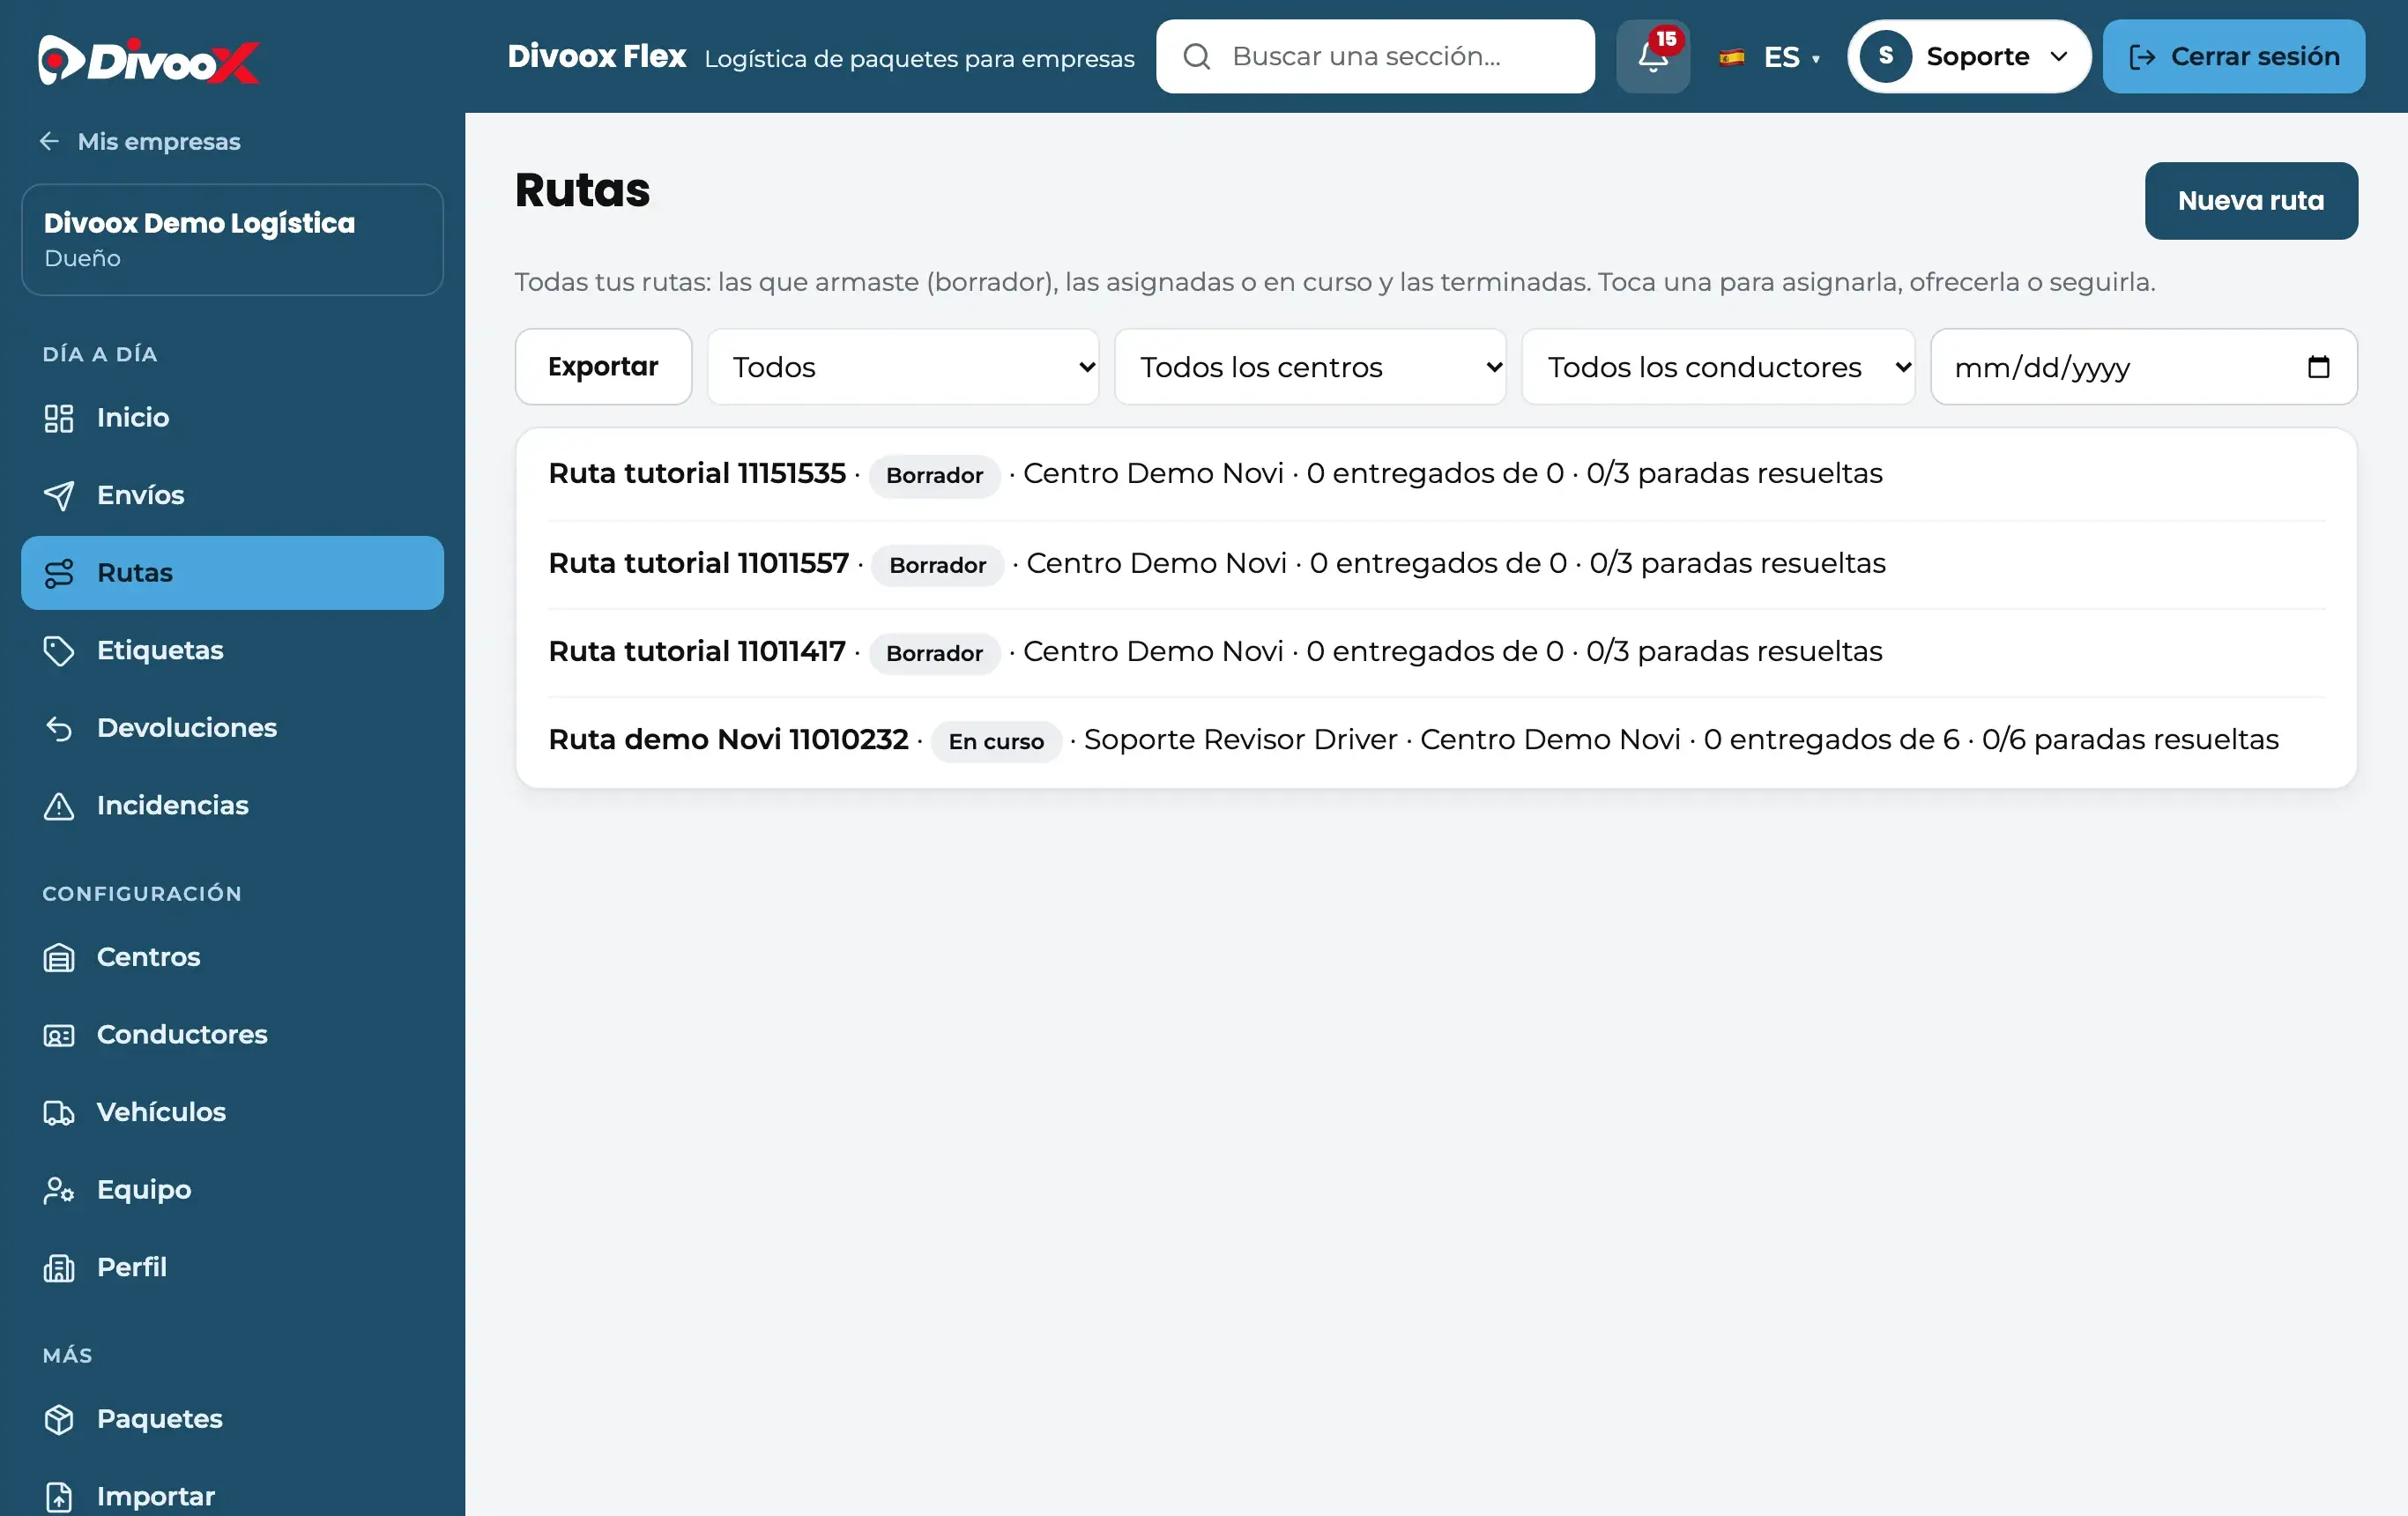 DivooX
Divoox Flex Logística de paquetes para empresas
Buscar una sección...
15
ES
S Soporte
Cerrar sesión
Mis empresas
Divoox Demo Logística
Dueño
DÍA A DÍA
Inicio
Envíos
Rutas
Etiquetas
Devoluciones
Incidencias
CONFIGURACIÓN
Centros
Conductores
Vehículos
Equipo
Perfil
MÁS
Paquetes
Importar
Rutas
Nueva ruta
Todas tus rutas: las que armaste (borrador), las asignadas o en curso y las terminadas. Toca una para asignarla, ofrecerla o seguirla.
Exportar Todos Todos los centros Todos los conductores mm/dd/yyyy
Ruta tutorial 11151535 · Borrador · Centro Demo Novi · 0 entregados de 0 · 0/3 paradas resueltas
Ruta tutorial 11011557 · Borrador · Centro Demo Novi · 0 entregados de 0 · 0/3 paradas resueltas
Ruta tutorial 11011417 · Borrador · Centro Demo Novi · 0 entregados de 0 · 0/3 paradas resueltas
Ruta demo Novi 11010232 · En curso · Soporte Revisor Driver · Centro Demo Novi · 0 entregados de 6 · 0/6 paradas resueltas